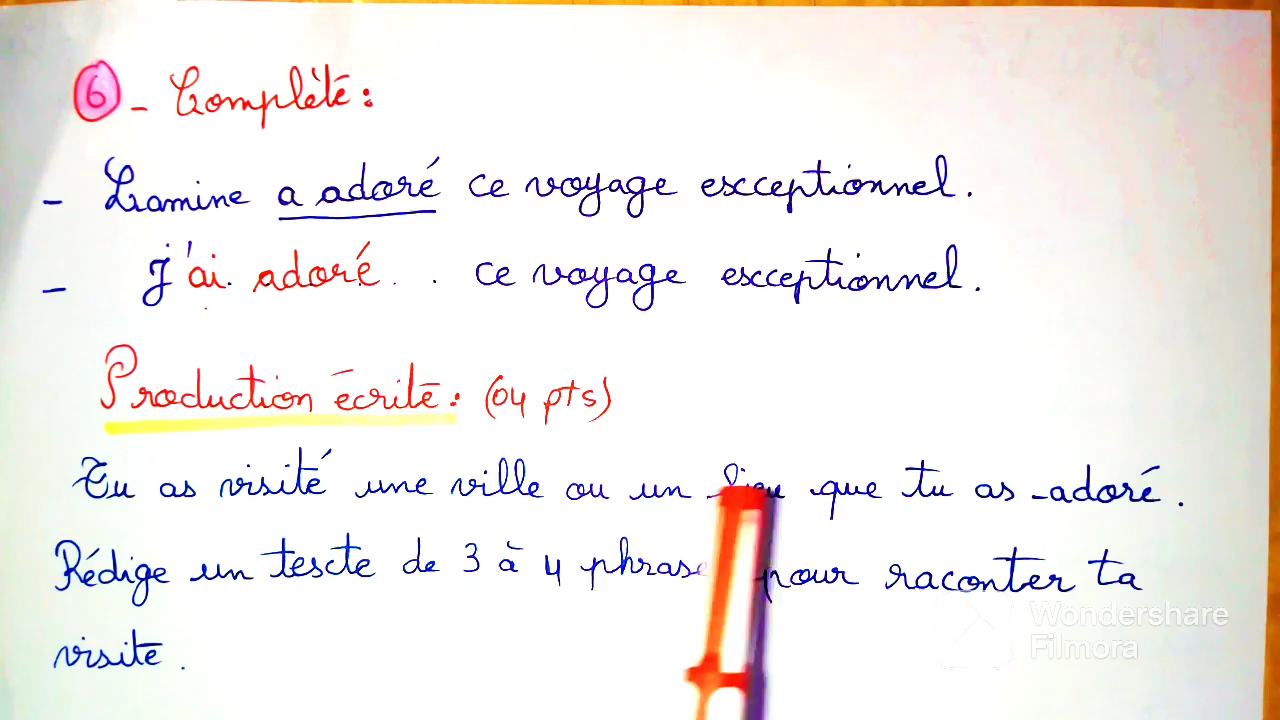 6 - Complète :
- Lamine a adoré ce voyage exceptionnel.
- J'ai adoré .. ce voyage exceptionnel.
Production écrite : (04 pts)
Tu as visité une ville ou un lieu que tu as adoré.
Rédige un texte de 3 à 4 phrases pour raconter ta
visite.
Wondershare
Filmora